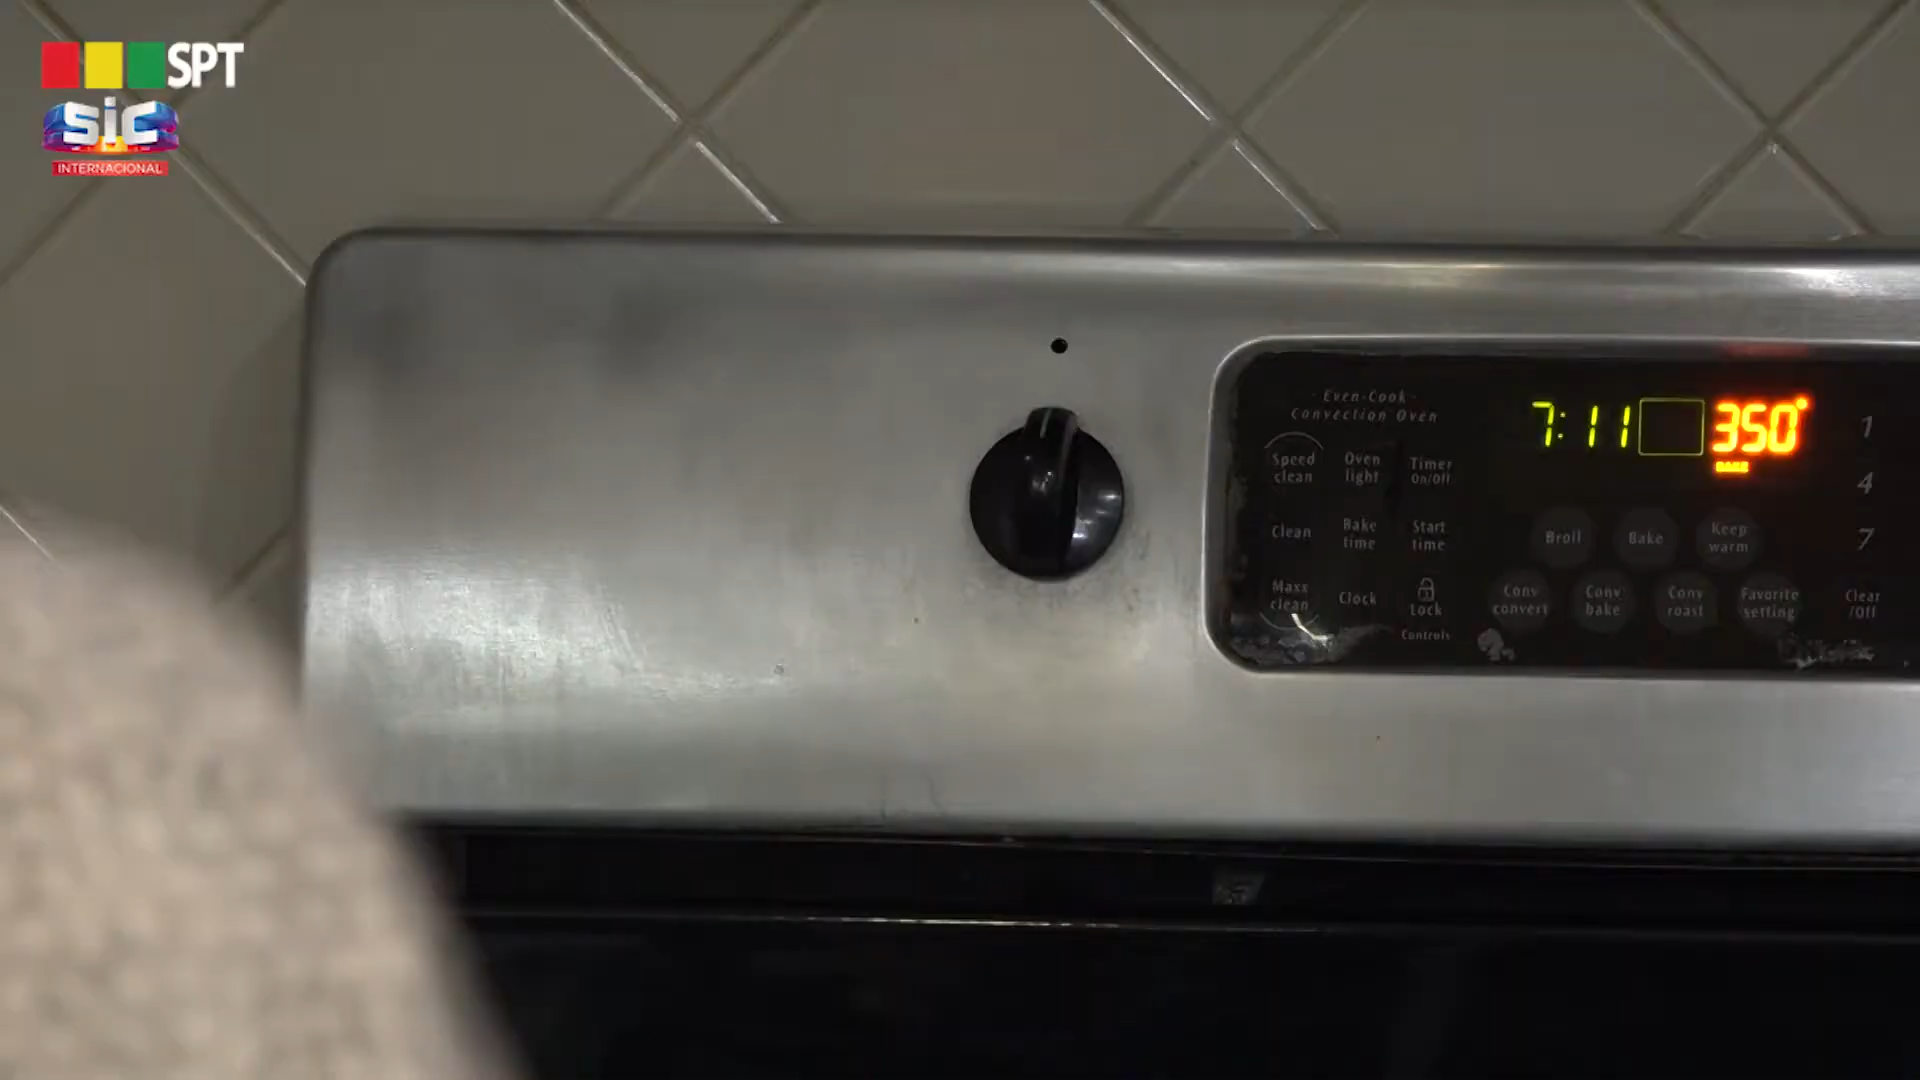 SPT
SiC
INTERNACIONAL
Even-Cook
Convection Oven
7:11
350°
BAKE
1
Speed
clean
Oven
light
Timer
On/Off
4
Clean
Bake
time
Start
time
Broll
Bake
Keep
warm
7
Maxx
clean
Clock
Lock
Controls
Conv
convert
Conv
bake
Conv
roast
Favorite
setting
Clear
/Off